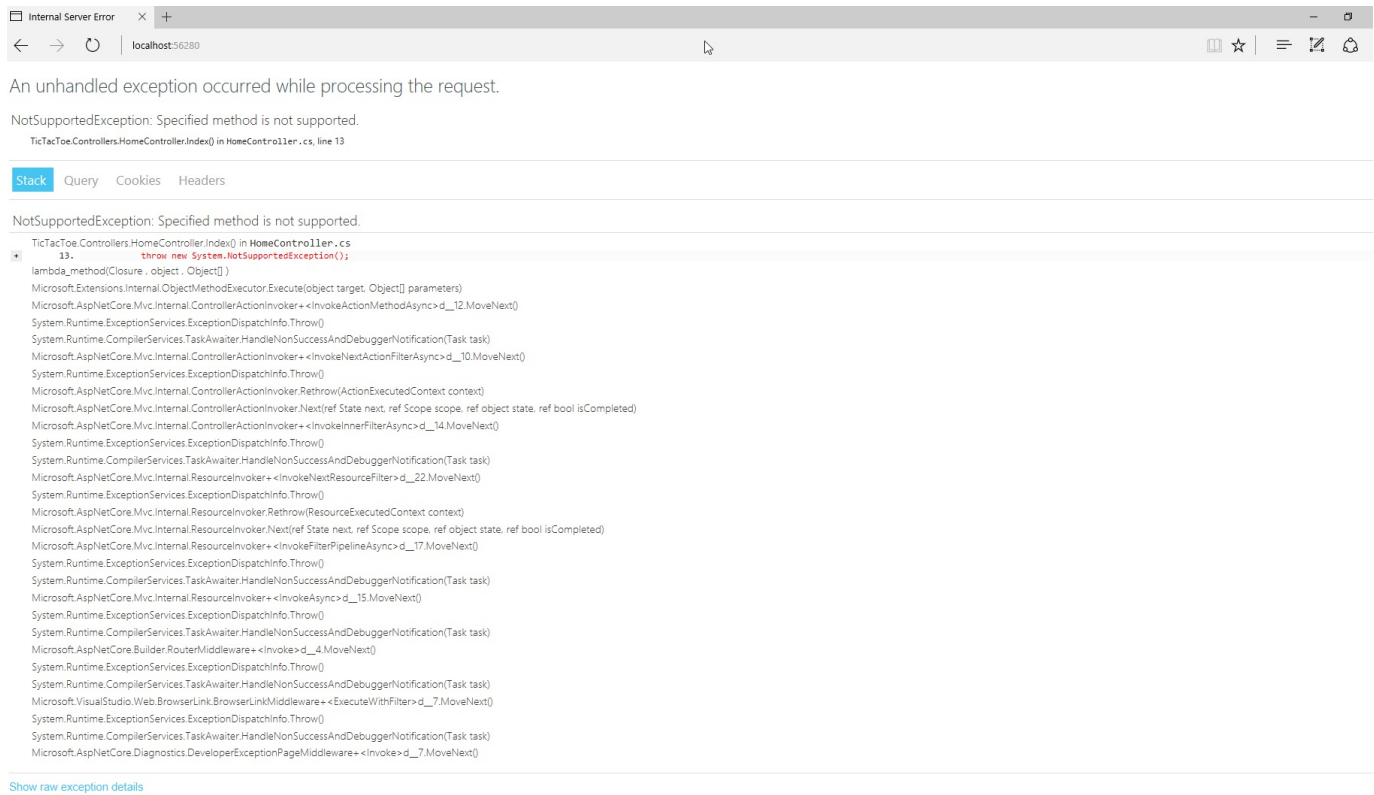 Internal Server Error
localhost:56280
An unhandled exception occurred while processing the request.
NotSupportedException: Specified method is not supported.
TicTacToe.Controllers.HomeController.Index() in HomeController.cs, line 13
Stack Query Cookies Headers
NotSupportedException: Specified method is not supported.
TicTacToe.Controllers.HomeController.Index() in HomeController.cs
+ 13. throw new System.NotSupportedException();
lambda_method(Closure , object , Object[] )
Microsoft.Extensions.Internal.ObjectMethodExecutor.Execute(object target, Object[] parameters)
Microsoft.AspNetCore.Mvc.Internal.ControllerActionInvoker+<InvokeActionMethodAsync>d__12.MoveNext()
System.Runtime.ExceptionServices.ExceptionDispatchInfo.Throw()
System.Runtime.CompilerServices.TaskAwaiter.HandleNonSuccessAndDebuggerNotification(Task task)
Microsoft.AspNetCore.Mvc.Internal.ControllerActionInvoker+<InvokeNextActionFilterAsync>d__10.MoveNext()
System.Runtime.ExceptionServices.ExceptionDispatchInfo.Throw()
Microsoft.AspNetCore.Mvc.Internal.ControllerActionInvoker.Rethrow(ActionExecutedContext context)
Microsoft.AspNetCore.Mvc.Internal.ControllerActionInvoker.Next(ref State next, ref Scope scope, ref object state, ref bool isCompleted)
Microsoft.AspNetCore.Mvc.Internal.ControllerActionInvoker+<InvokeInnerFilterAsync>d__14.MoveNext()
System.Runtime.ExceptionServices.ExceptionDispatchInfo.Throw()
System.Runtime.CompilerServices.TaskAwaiter.HandleNonSuccessAndDebuggerNotification(Task task)
Microsoft.AspNetCore.Mvc.Internal.ResourceInvoker+<InvokeNextResourceFilter>d__22.MoveNext()
System.Runtime.ExceptionServices.ExceptionDispatchInfo.Throw()
Microsoft.AspNetCore.Mvc.Internal.ResourceInvoker.Rethrow(ResourceExecutedContext context)
Microsoft.AspNetCore.Mvc.Internal.ResourceInvoker.Next(ref State next, ref Scope scope, ref object state, ref bool isCompleted)
Microsoft.AspNetCore.Mvc.Internal.ResourceInvoker+<InvokeFilterPipelineAsync>d__17.MoveNext()
System.Runtime.ExceptionServices.ExceptionDispatchInfo.Throw()
System.Runtime.CompilerServices.TaskAwaiter.HandleNonSuccessAndDebuggerNotification(Task task)
Microsoft.AspNetCore.Mvc.Internal.ResourceInvoker+<InvokeAsync>d__15.MoveNext()
System.Runtime.ExceptionServices.ExceptionDispatchInfo.Throw()
System.Runtime.CompilerServices.TaskAwaiter.HandleNonSuccessAndDebuggerNotification(Task task)
Microsoft.AspNetCore.Builder.RouterMiddleware+<Invoke>d__4.MoveNext()
System.Runtime.ExceptionServices.ExceptionDispatchInfo.Throw()
System.Runtime.CompilerServices.TaskAwaiter.HandleNonSuccessAndDebuggerNotification(Task task)
Microsoft.VisualStudio.Web.BrowserLink.BrowserLinkMiddleware+<ExecuteWithFilter>d__7.MoveNext()
System.Runtime.ExceptionServices.ExceptionDispatchInfo.Throw()
System.Runtime.CompilerServices.TaskAwaiter.HandleNonSuccessAndDebuggerNotification(Task task)
Microsoft.AspNetCore.Diagnostics.DeveloperExceptionPageMiddleware+<Invoke>d__7.MoveNext()
Show raw exception details